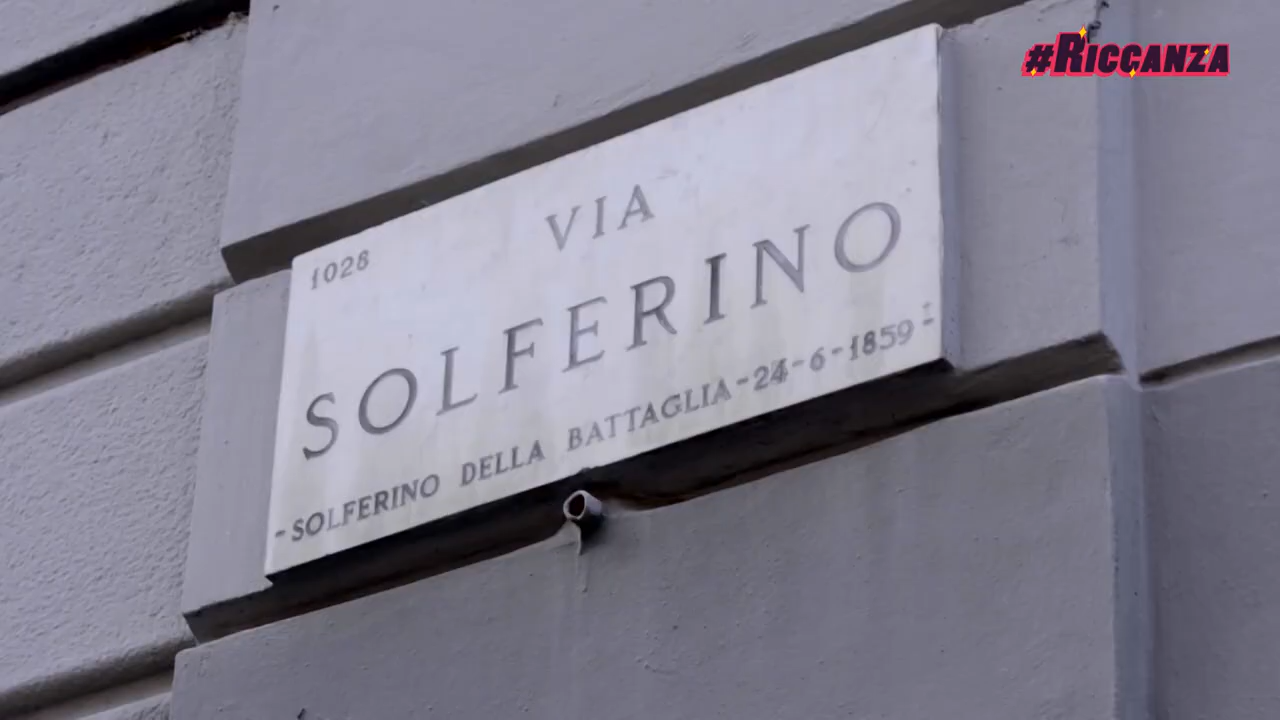 #RICCANZA
1028
VIA
SOLFERINO
-SOLFERINO DELLA BATTAGLIA-24-6-1859-